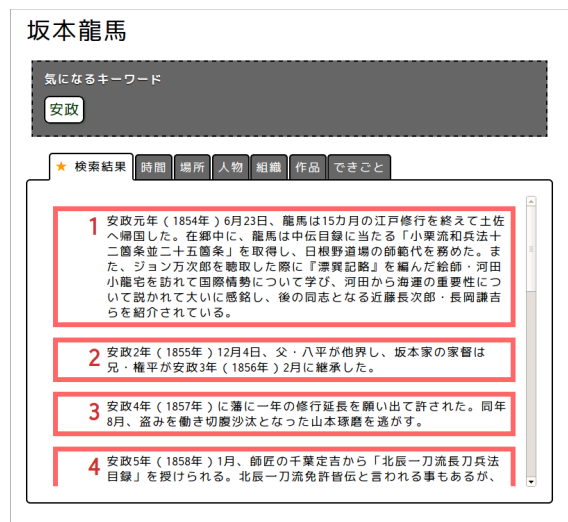 坂本龍馬
気になるキーワード
安政
★ 検索結果 時間 場所 人物 組織 作品 できごと
1 安政元年(1854年)6月23日、龍馬は15カ月の江戸修行を終えて土佐
へ帰国した。在郷中に、龍馬は中伝目録に当たる「小栗流和兵法十
二箇条並二十五箇条」を取得し、日根野道場の師範代を務めた。ま
た、ジョン万次郎を聴取した際に『漂巽記略』を編んだ絵師・河田
小龍宅を訪れて国際情勢について学び、河田から海運の重要性につ
いて説かれて大いに感銘し、後の同志となる近藤長次郎・長岡謙吉
らを紹介されている。
2 安政2年(1855年)12月4日、父・八平が他界し、坂本家の家督は
兄・権平が安政3年(1856年)2月に継承した。
3 安政4年(1857年)に藩に一年の修行延長を願い出て許された。同年
8月、盗みを働き切腹沙汰となった山本琢磨を逃がす。
4 安政5年(1858年)1月、師匠の千葉定吉から「北辰一刀流長刀兵法
目録」を授けられる。北辰一刀流免許皆伝と言われる事もあるが、